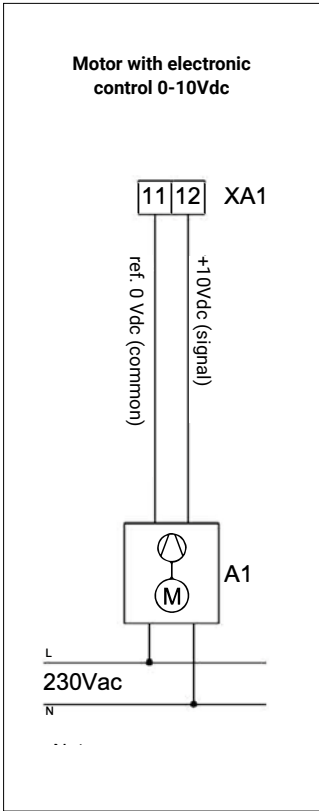 Motor with electronic
control 0-10Vdc
11 12 XA1
ref. 0 Vdc (common)
+10Vdc (signal)
A1
M
L
230Vac
N